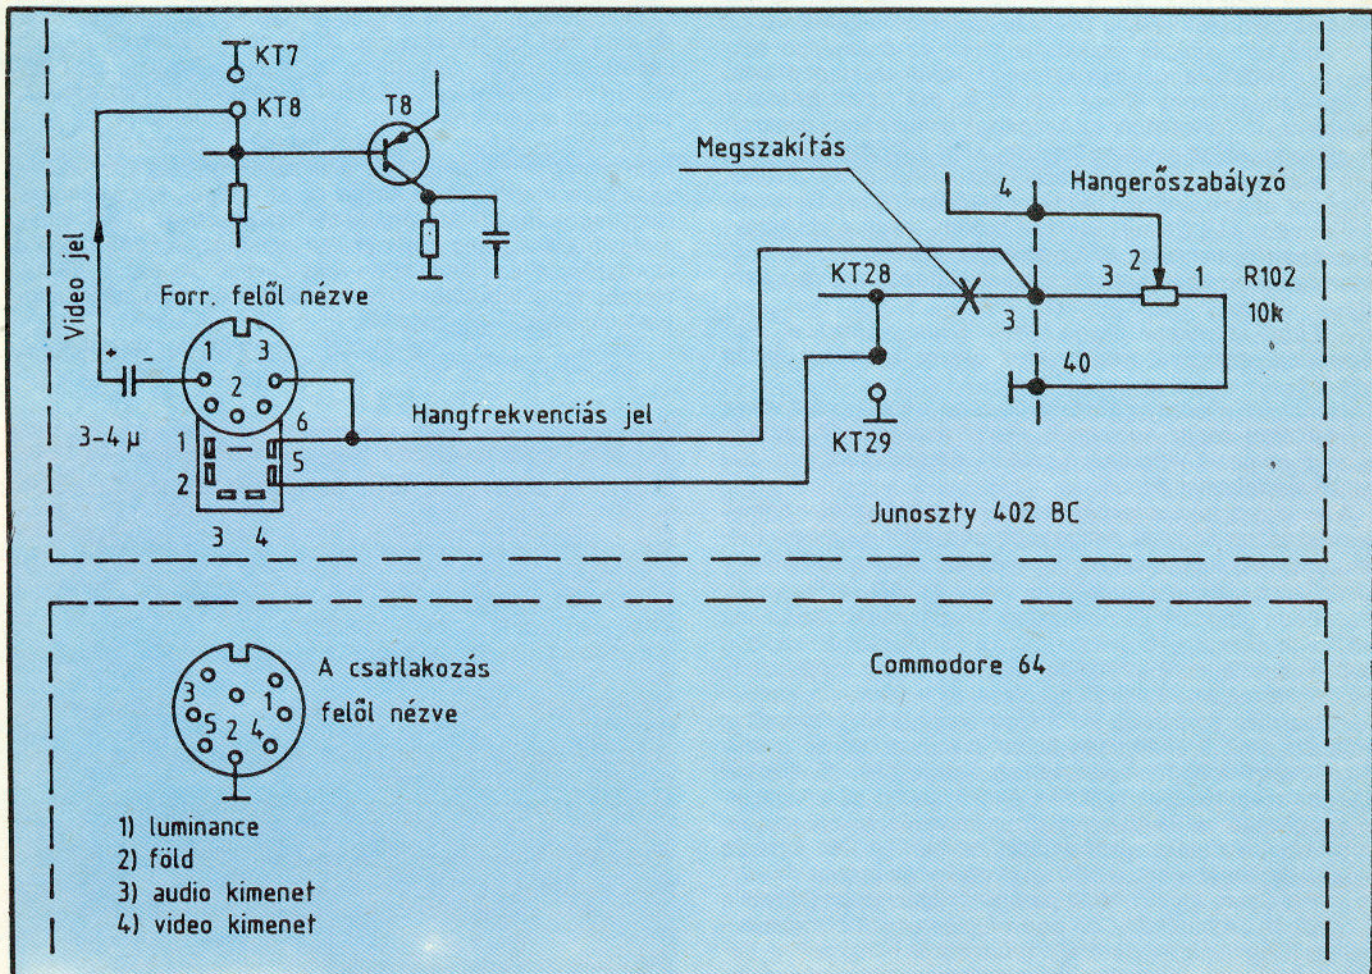 KT7
KT8
T8
Video jel
Forr. felől nézve
+ -
3-4 µ
1 3
2
1 6
2 5
3 4
Hangfrekvenciás jel
Megszakítás
4 Hangerőszabályzó
KT28
3
3 2 1
R102
10k
40
KT29
Junoszty 402 BC
A csatlakozás
felől nézve
3 1
5 2 4
Commodore 64
1) luminance
2) föld
3) audio kimenet
4) video kimenet